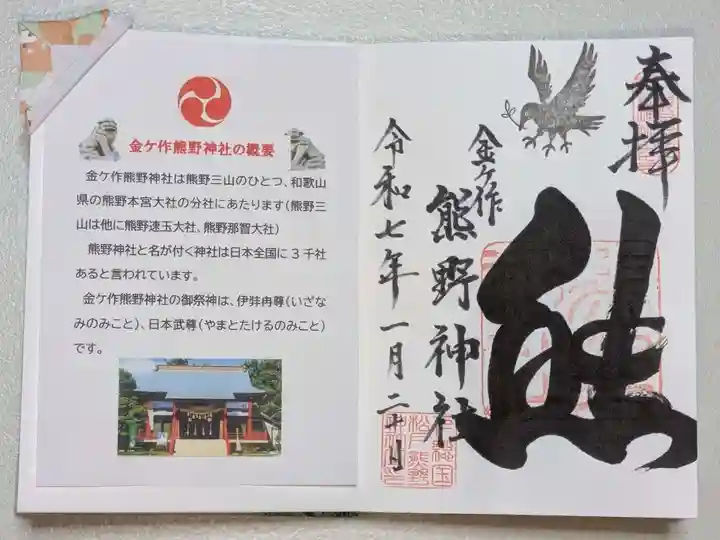 金ケ作熊野神社の概要
金ケ作熊野神社は熊野三山のひとつ、和歌山
県の熊野本宮大社の分社にあたります(熊野三
山は他に熊野速玉大社、熊野那智大社)
熊野神社と名が付く神社は日本全国に3千社
あると言われています。
金ケ作熊野神社の御祭神は、伊弉冉尊(いざな
みのみこと)、日本武尊(やまとたけるのみこと)
です。
奉拝
熊
金ヶ作
熊野神社
令和七年一月二十日